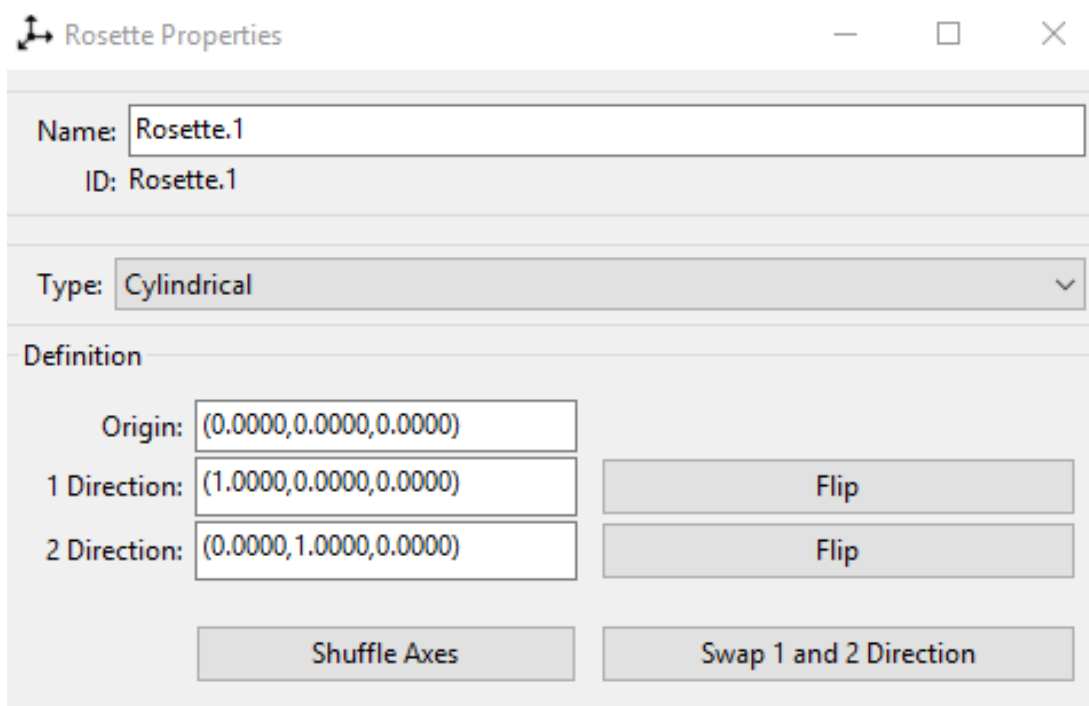 Rosette Properties
Name: Rosette.1
ID: Rosette.1
Type: Cylindrical
Definition
Origin: (0.0000,0.0000,0.0000)
1 Direction: (1.0000,0.0000,0.0000) Flip
2 Direction: (0.0000,1.0000,0.0000) Flip
Shuffle Axes Swap 1 and 2 Direction